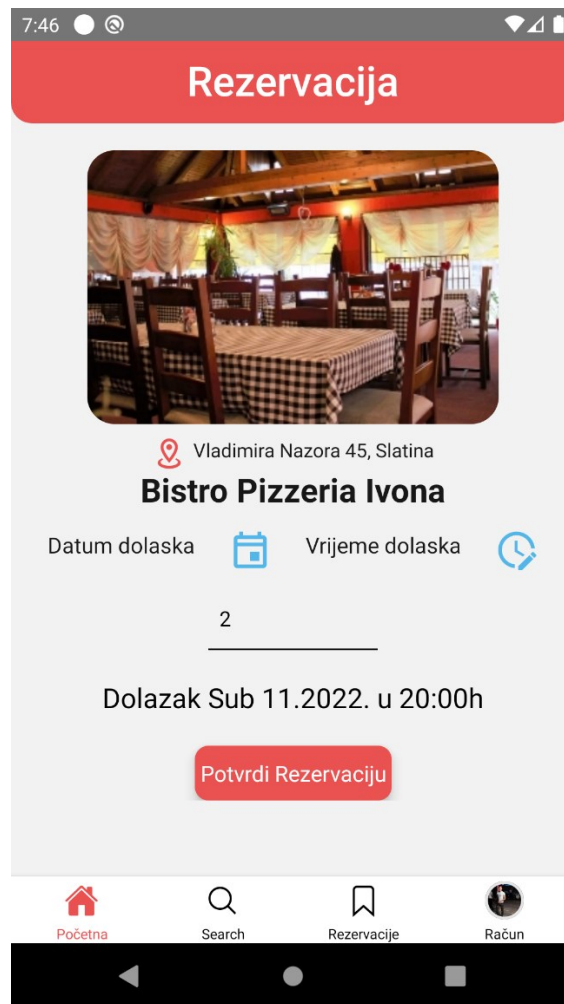 7:46
Rezervacija
Vladimira Nazora 45, Slatina
Bistro Pizzeria Ivona
Datum dolaska Vrijeme dolaska
2
Dolazak Sub 11.2022. u 20:00h
Potvrdi Rezervaciju
Početna Search Rezervacije Račun